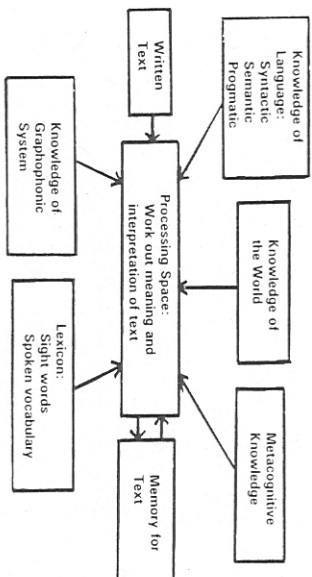 Knowledge of
Language:
Syntactic
Semantic
Progmatic
Knowledge of
the World
Metacognitive
Knowledge
Written
Text
Processing Space:
Work out meaning and
interpretation of text
Memory for
Text
Knowledge of
Graphophonic
System
Lexicon:
Sight words
Spoken vocabulary